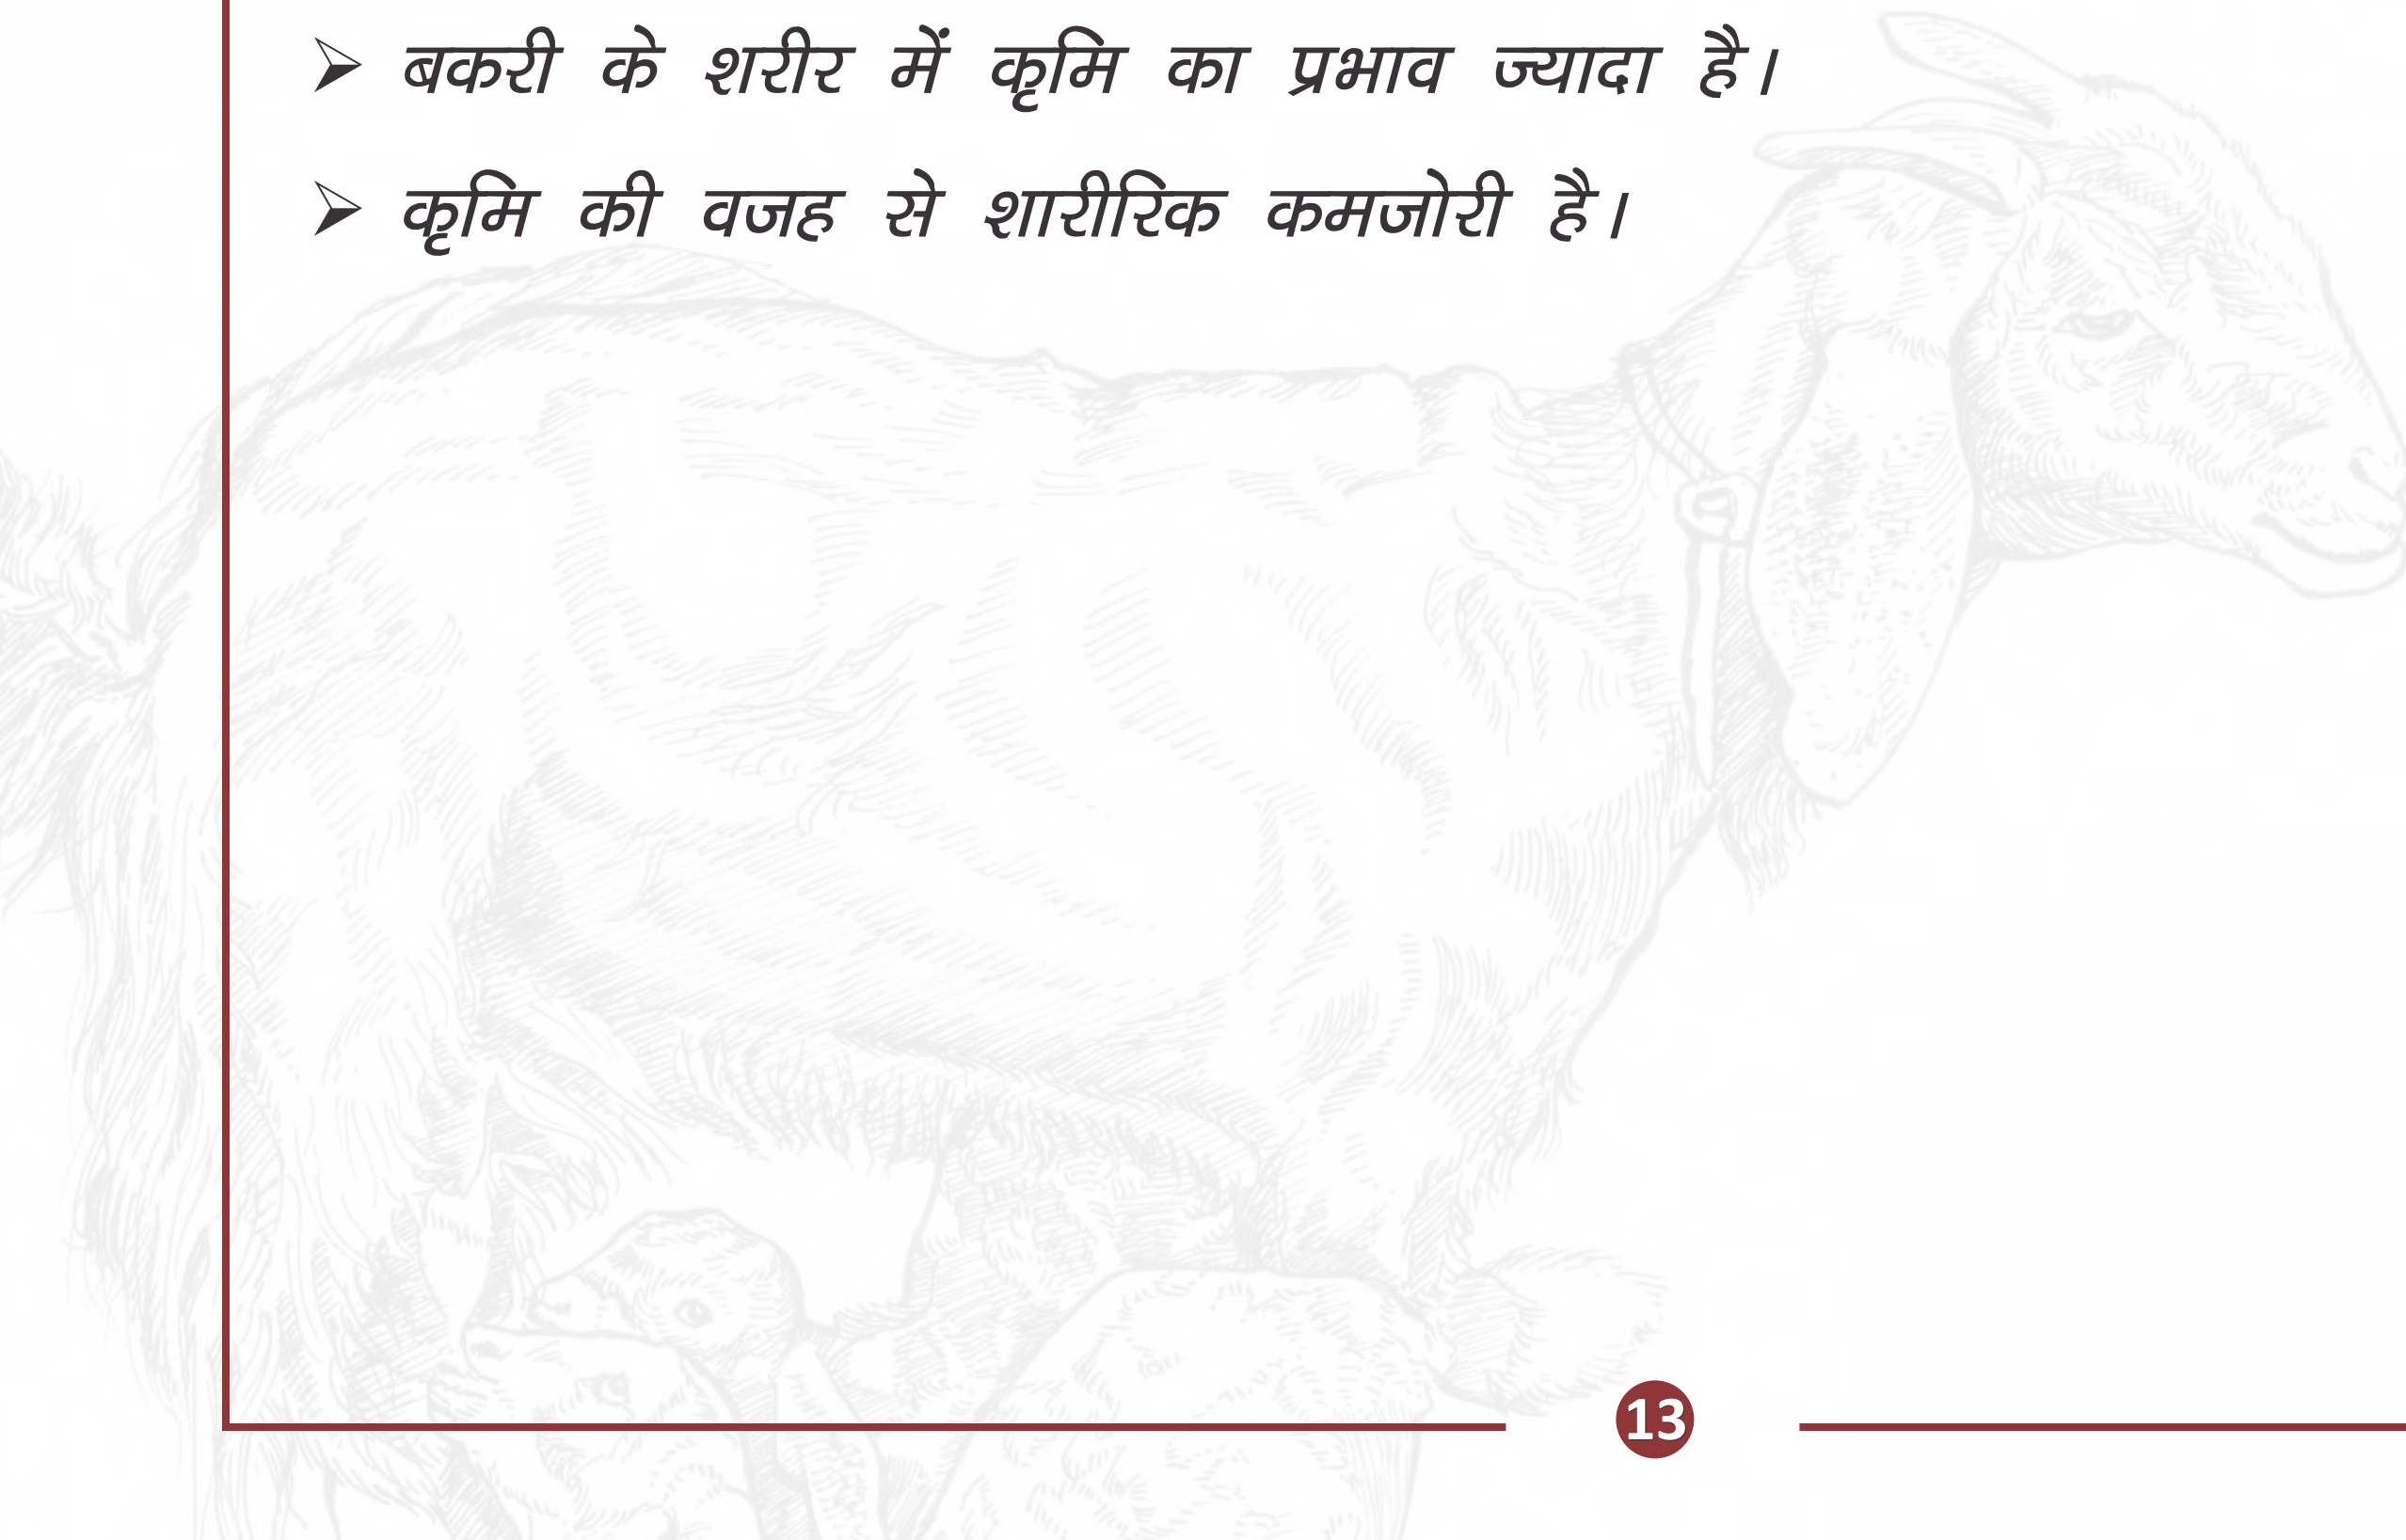 ➢ बकरी के शरीर में कृमि का प्रभाव ज्यादा है।
➢ कृमि की वजह से शारीरिक कमजोरी है।
13